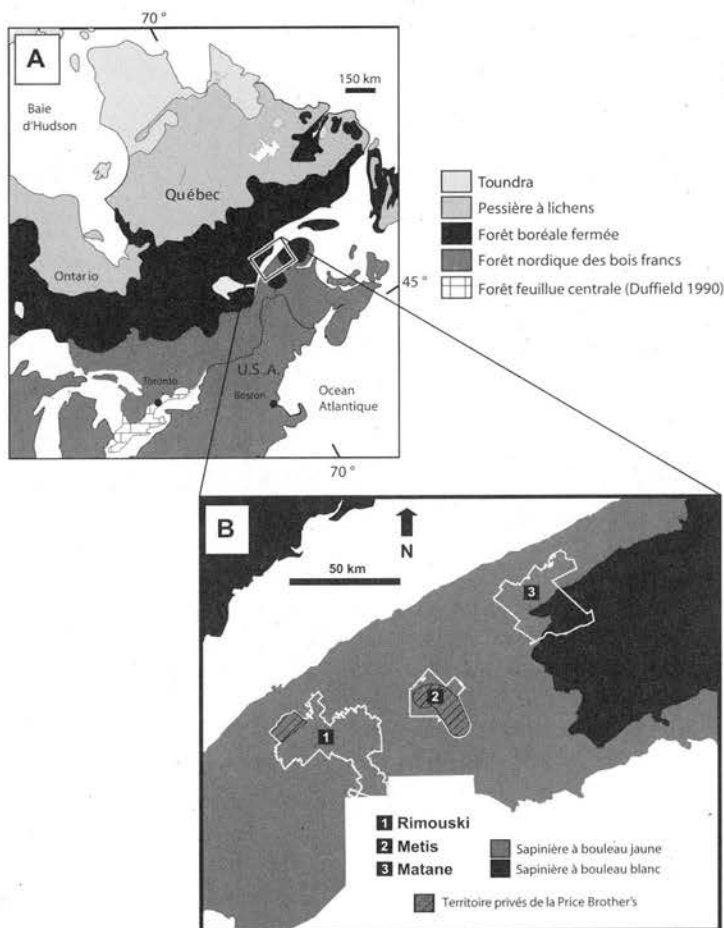 70 °
A
150 km
Baie
d'Hudson
Québec
Ontario
Toundra
Pessière à lichens
Forêt boréale fermée
Forêt nordique des bois francs
Forêt feuillue centrale (Duffield 1990)
45 °
U.S.A.
Toronto
Boston
Ocean
Atlantique
70 °
B
N
50 km
3
2
1
1 Rimouski
2 Metis
3 Matane
Sapinière à bouleau jaune
Sapinière à bouleau blanc
Territoire privés de la Price Brother's